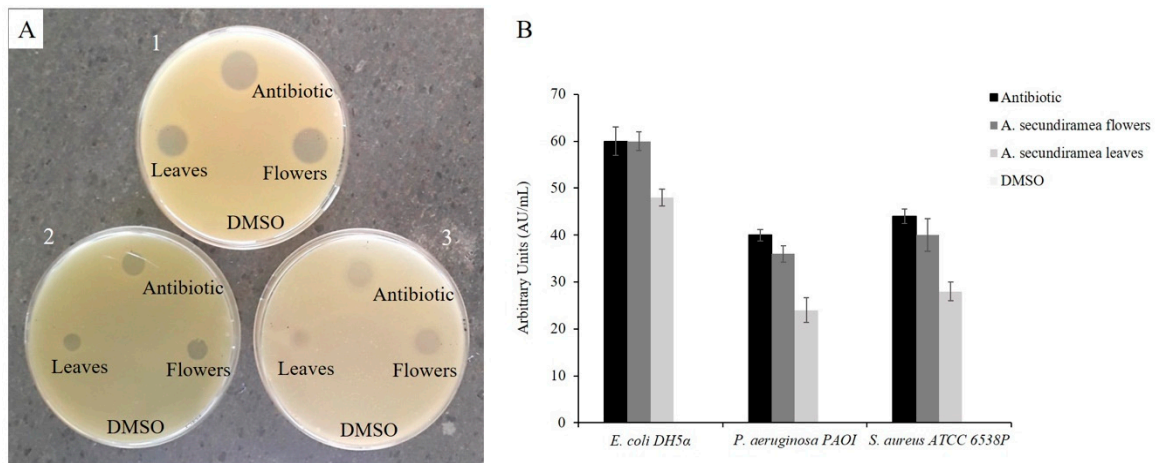 A
1
Antibiotic
Leaves
Flowers
DMSO
2
Antibiotic
Leaves
Flowers
DMSO
3
Antibiotic
Leaves
Flowers
DMSO
B
Arbitrary Units (AU/mL)
70
60
50
40
30
20
10
0
E. coli DH5α
P. aeruginosa PAOI
S. aureus ATCC 6538P
Antibiotic
A. secundiramea flowers
A. secundiramea leaves
DMSO